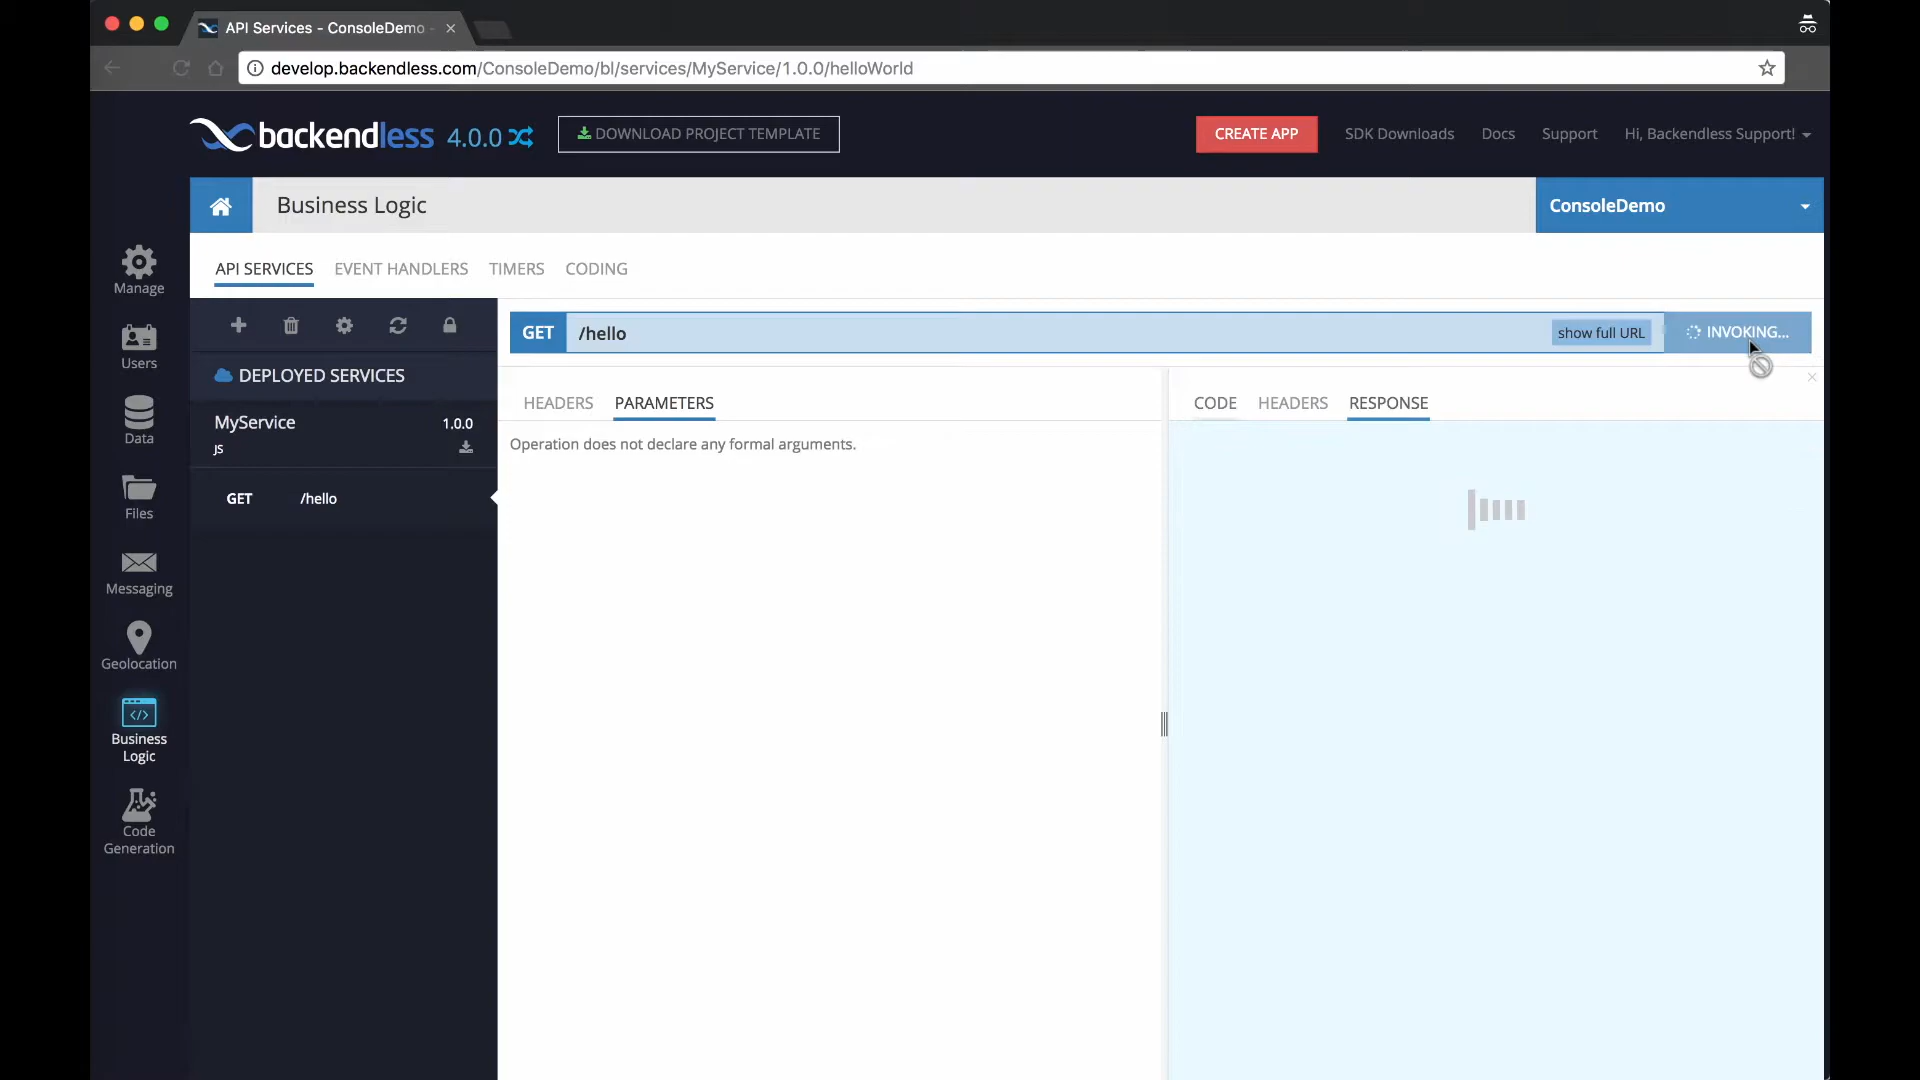 API Services - ConsoleDemo -
develop.backendless.com/ConsoleDemo/bl/services/MyService/1.0.0/helloWorld
backendless 4.0.0 DOWNLOAD PROJECT TEMPLATE CREATE APP SDK Downloads Docs Support Hi, Backendless Support!
Business Logic ConsoleDemo
API SERVICES EVENT HANDLERS TIMERS CODING
Manage
Users
Data
Files
Messaging
Geolocation
Business
Logic
Code
Generation
DEPLOYED SERVICES
MyService 1.0.0
JS
GET /hello
GET /hello show full URL INVOKING...
HEADERS PARAMETERS
Operation does not declare any formal arguments.
CODE HEADERS RESPONSE